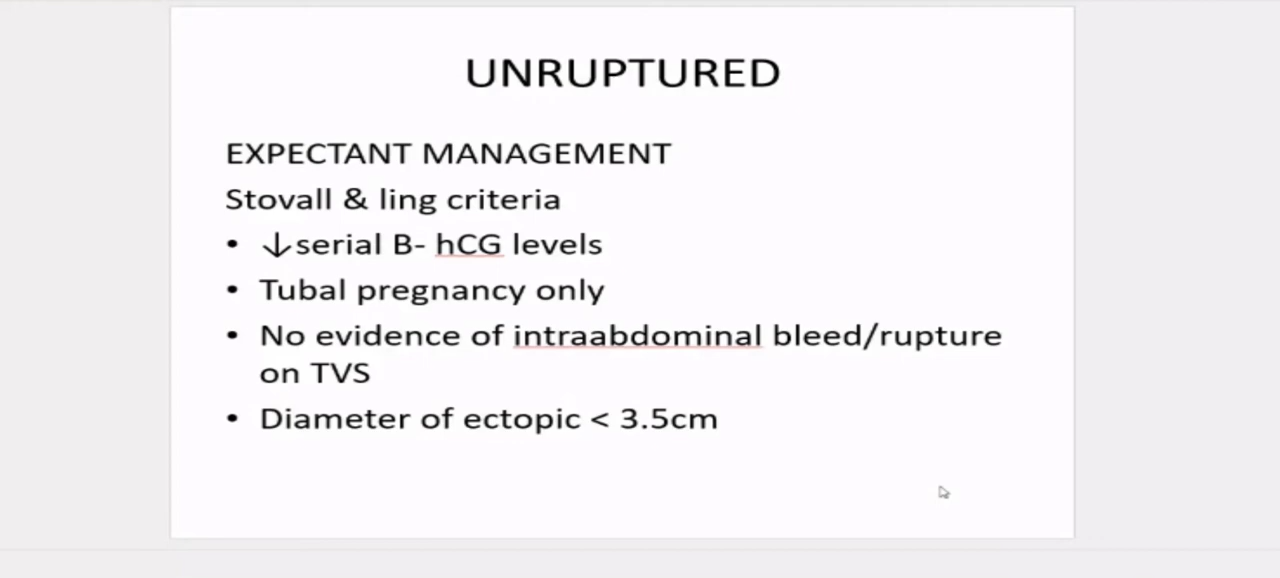 UNRUPTURED
EXPECTANT MANAGEMENT
Stovall & ling criteria
• ↓serial B- hCG levels
• Tubal pregnancy only
• No evidence of intraabdominal bleed/rupture
on TVS
• Diameter of ectopic < 3.5cm